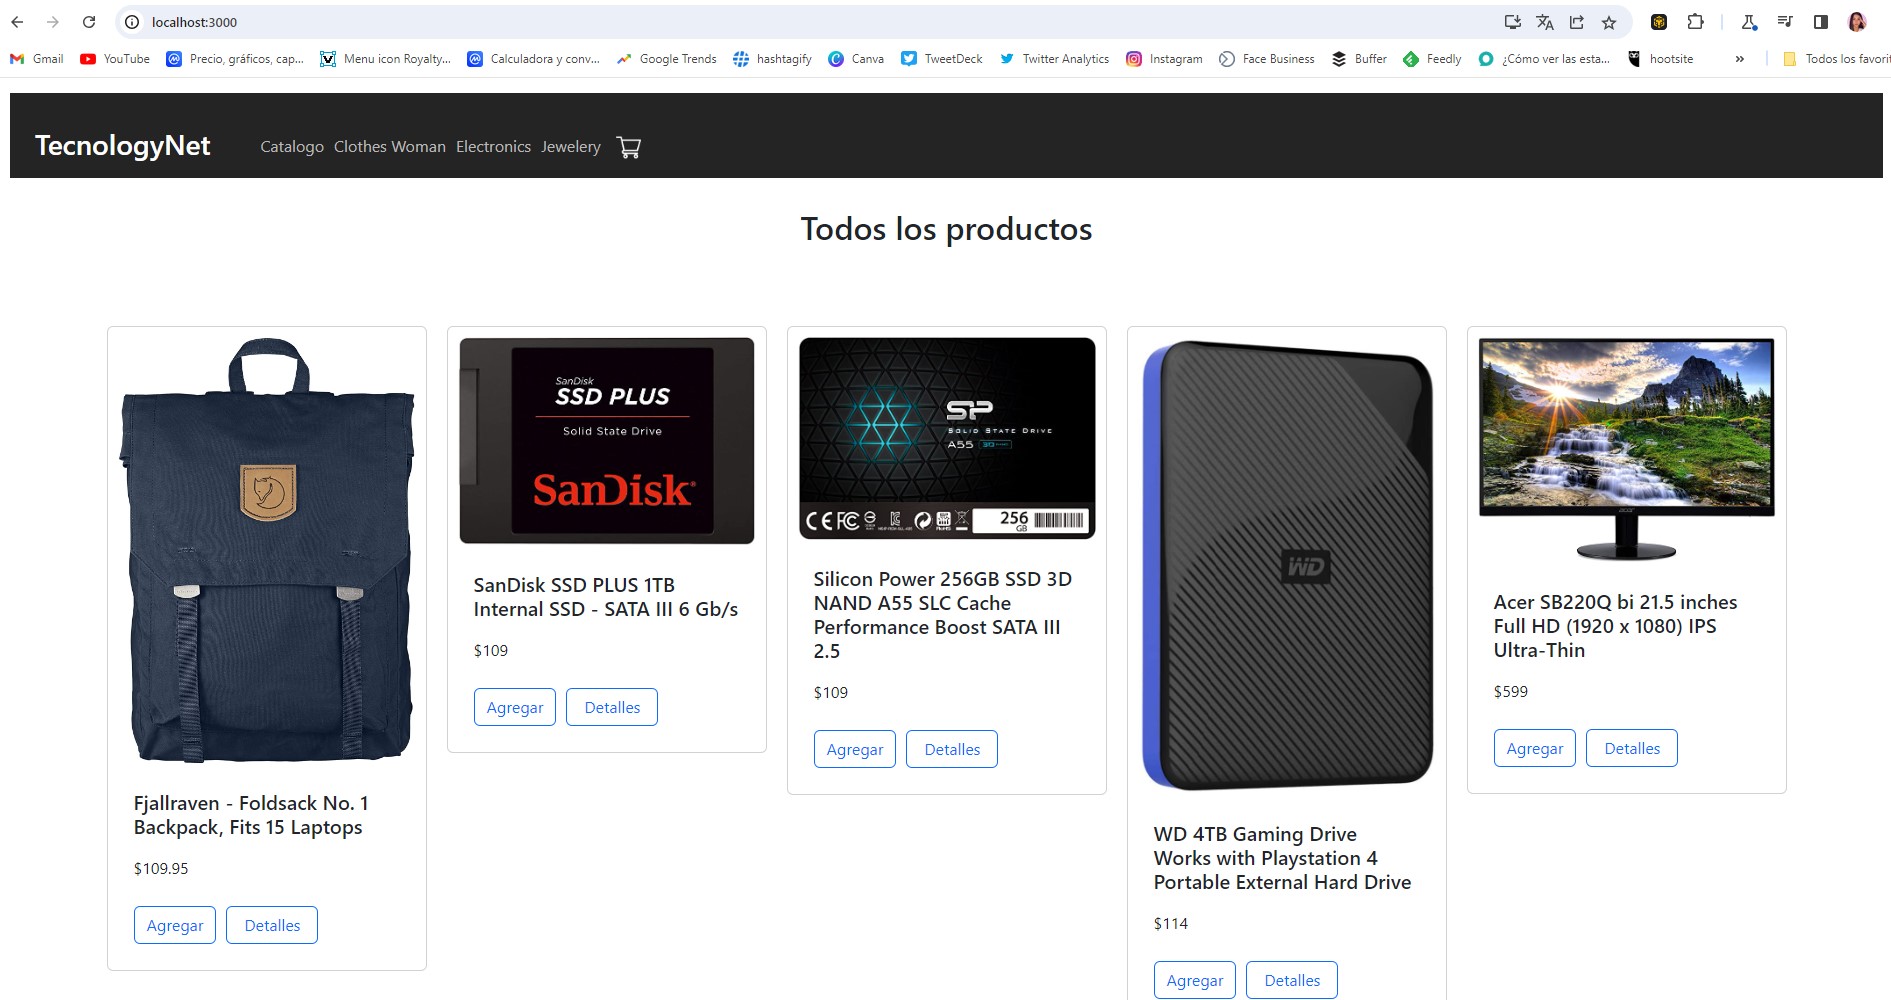 localhost:3000
Gmail YouTube Precio, gráficos, cap... Menu icon Royalty... Calculadora y conv... Google Trends hashtagify Canva TweetDeck Twitter Analytics Instagram Face Business Buffer Feedly ¿Cómo ver las esta... hootsite » Todos los favorit
TecnologyNet Catalogo Clothes Woman Electronics Jewelery
Todos los productos
Fjallraven - Foldsack No. 1
Backpack, Fits 15 Laptops
$109.95
Agregar Detalles
SanDisk
SSD PLUS
Solid State Drive
SanDisk
SanDisk SSD PLUS 1TB
Internal SSD - SATA III 6 Gb/s
$109
Agregar Detalles
SP
SOLID STATE DRIVE
A55
256
GB
Silicon Power 256GB SSD 3D
NAND A55 SLC Cache
Performance Boost SATA III
2.5
$109
Agregar Detalles
WD
WD 4TB Gaming Drive
Works with Playstation 4
Portable External Hard Drive
$114
Agregar Detalles
acer
Acer SB220Q bi 21.5 inches
Full HD (1920 x 1080) IPS
Ultra-Thin
$599
Agregar Detalles